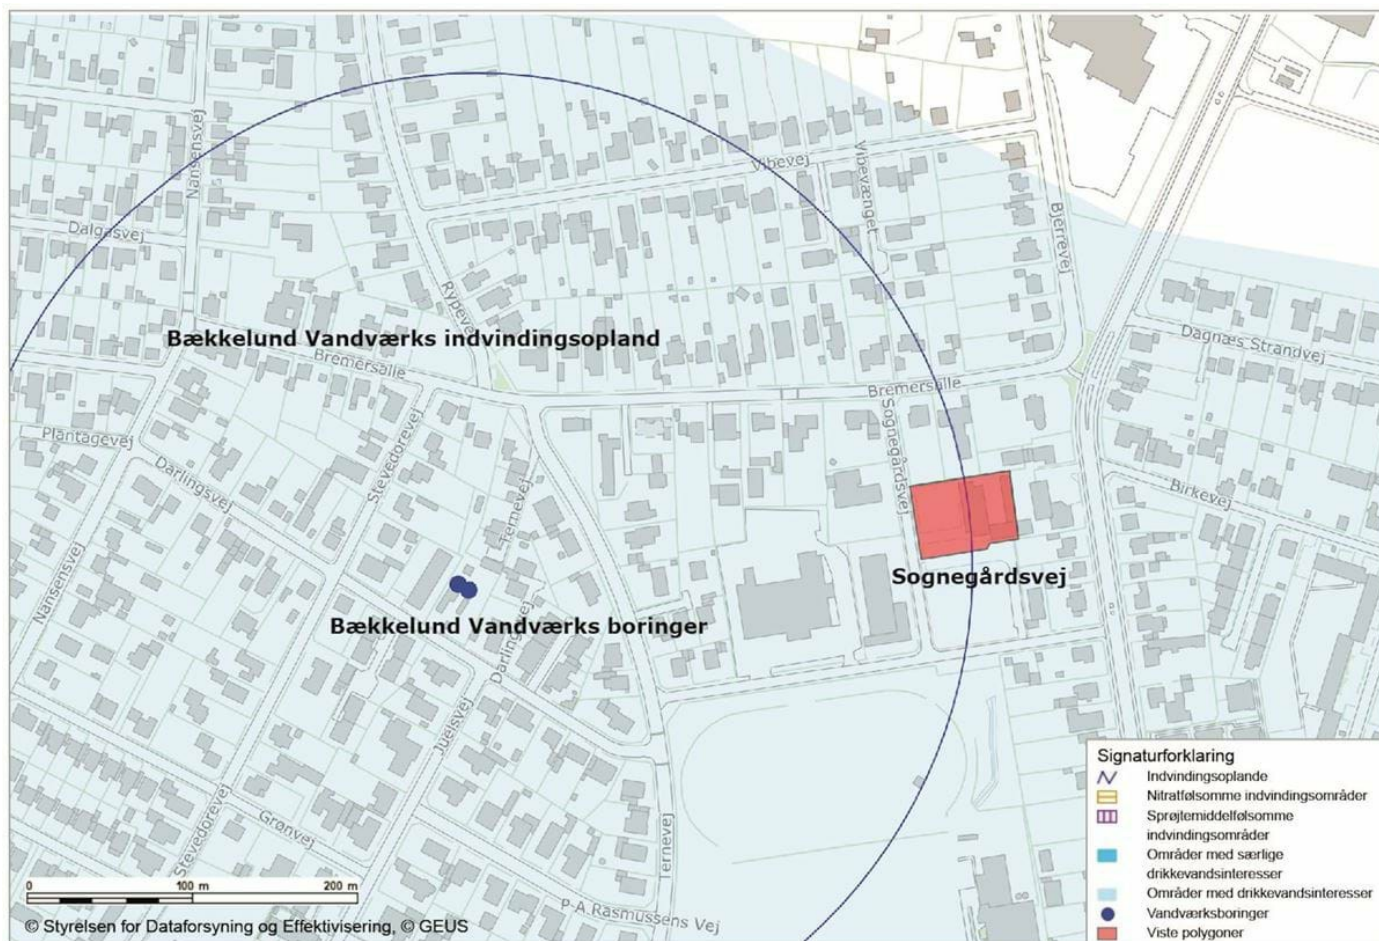 Nansensvej
Vibevej
Vibevænget
Dalgasvej
Bjerrevej
Rypevej
Bækkelund Vandværks indvindingsopland
Dagnæs Strandvej
Bremersalle
Bremersalle
Plantagevej
Stevedorevej
Sognegårdsvej
Darlingsvej
Birkevej
Ternevej
Nansensvej
Sognegårdsvej
Bækkelund Vandværks boringer
Darlingsvej
Juelsvej
Stevedorevej
Grønvej
Ternevej
P A Rasmussens Vej
Signaturforklaring
Indvindingsoplande
Nitratfølsomme indvindingsområder
Sprøjtemiddelfølsomme
indvindingsområder
Områder med særlige
drikkevandsinteresser
Områder med drikkevandsinteresser
Vandværksboringer
Viste polygoner
0 100 m 200 m
© Styrelsen for Dataforsyning og Effektivisering, © GEUS